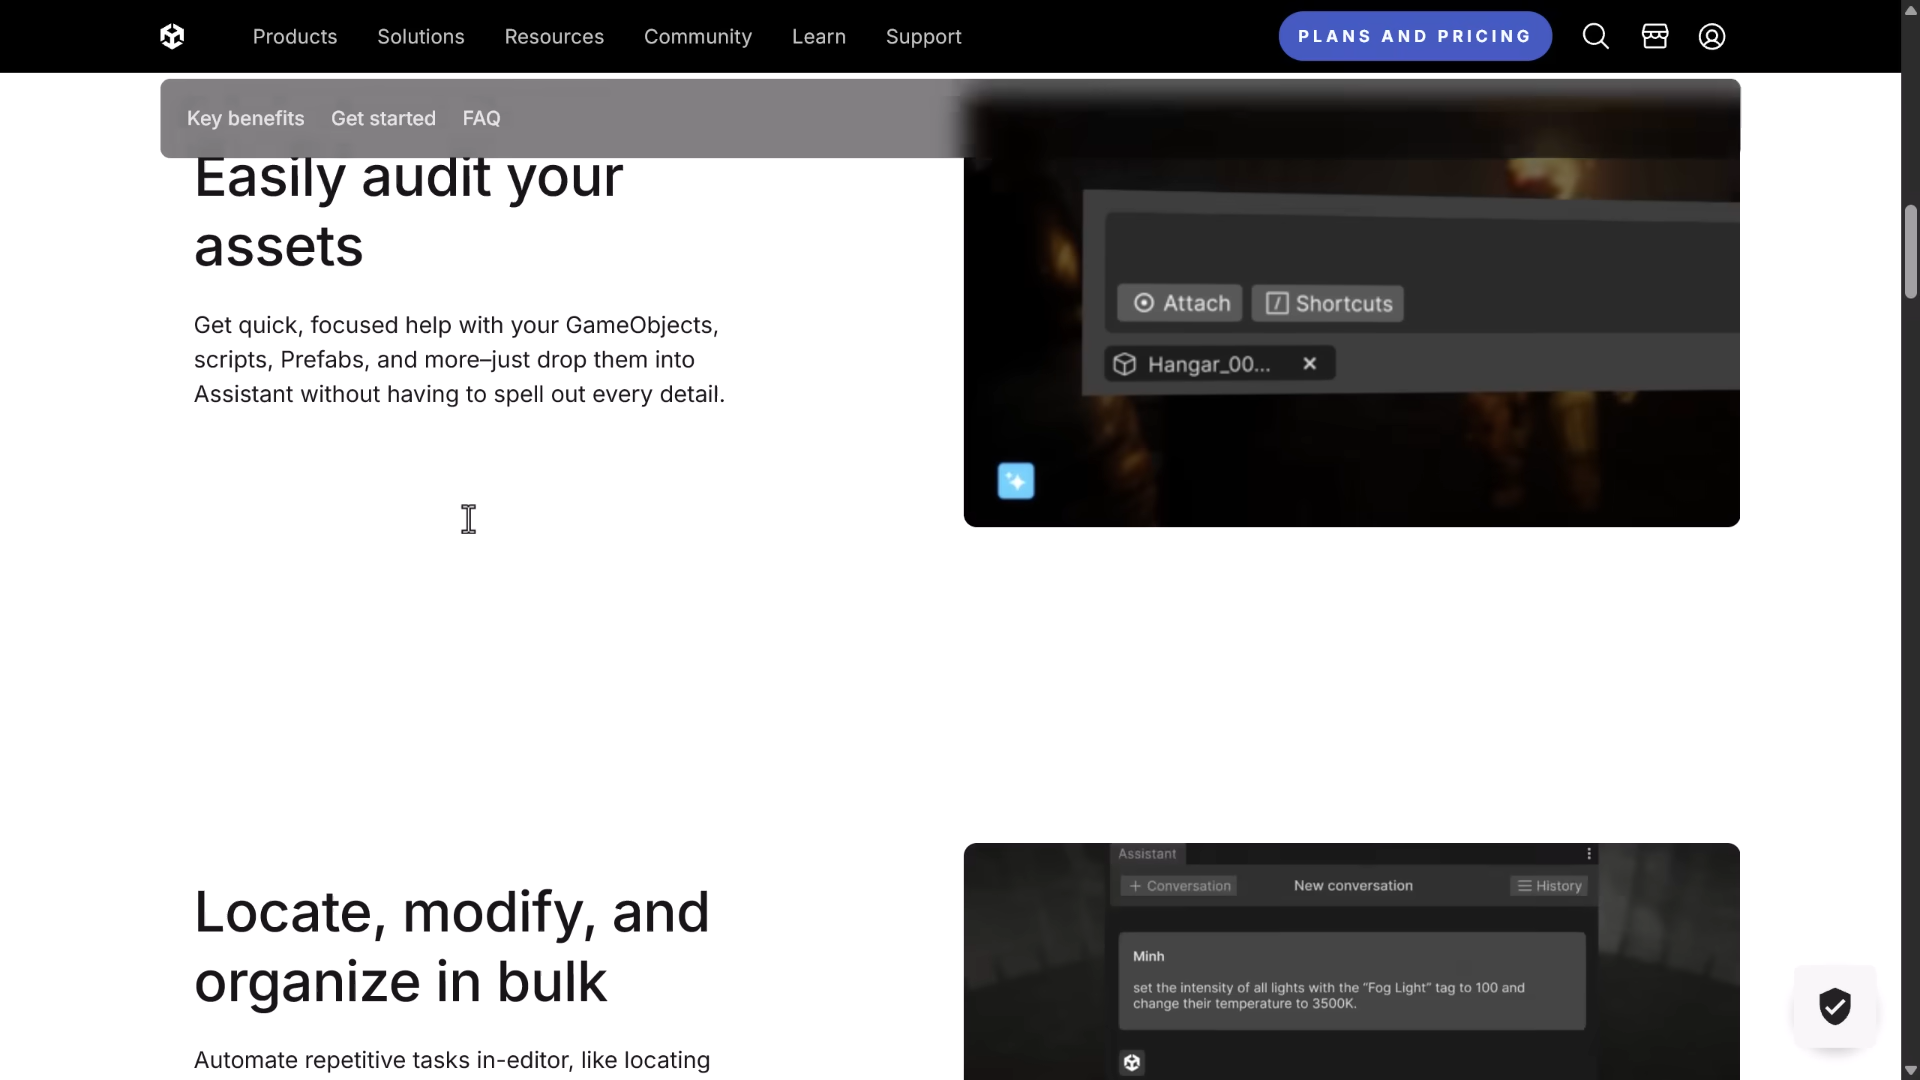 Products
Solutions
Resources
Community
Learn
Support
PLANS AND PRICING
Key benefits
Get started
FAQ
Easily audit your
assets
Get quick, focused help with your GameObjects,
scripts, Prefabs, and more–just drop them into
Assistant without having to spell out every detail.
Attach
/ Shortcuts
Hangar_00...
Locate, modify, and
organize in bulk
Automate repetitive tasks in-editor, like locating
Assistant
+ Conversation
New conversation
History
Minh
set the intensity of all lights with the “Fog Light” tag to 100 and
change their temperature to 3500K.